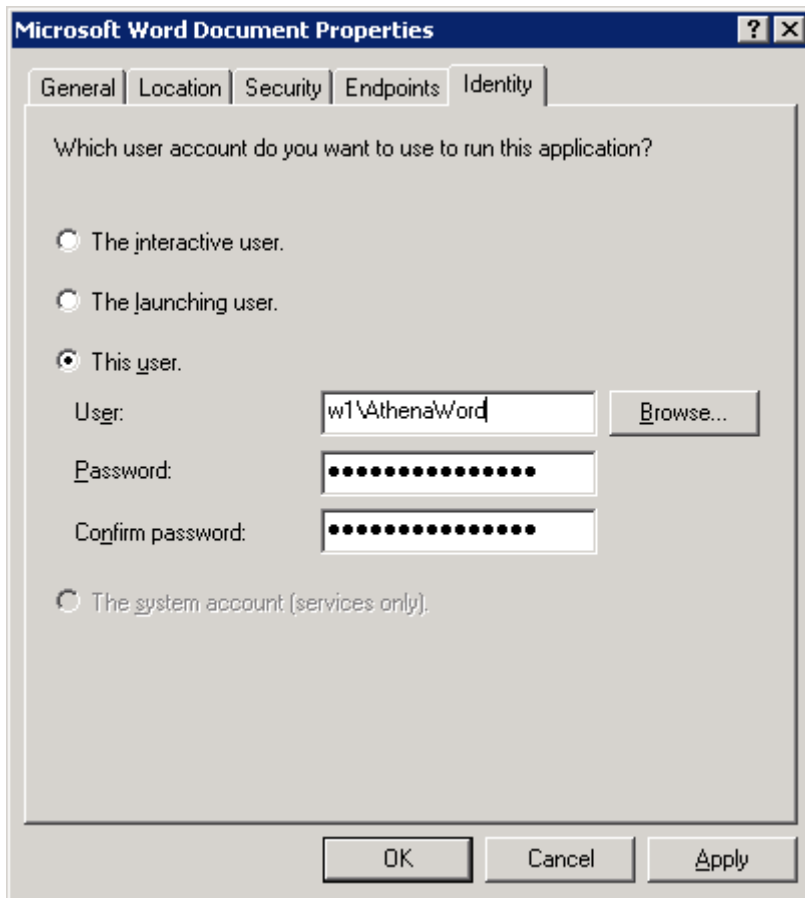 Microsoft Word Document Properties
General Location Security Endpoints Identity
Which user account do you want to use to run this application?
The interactive user.
The launching user.
This user.
User: w1\AthenaWord Browse...
Password: ●●●●●●●●●●●●●●●
Confirm password: ●●●●●●●●●●●●●●●
The system account (services only).
OK Cancel Apply